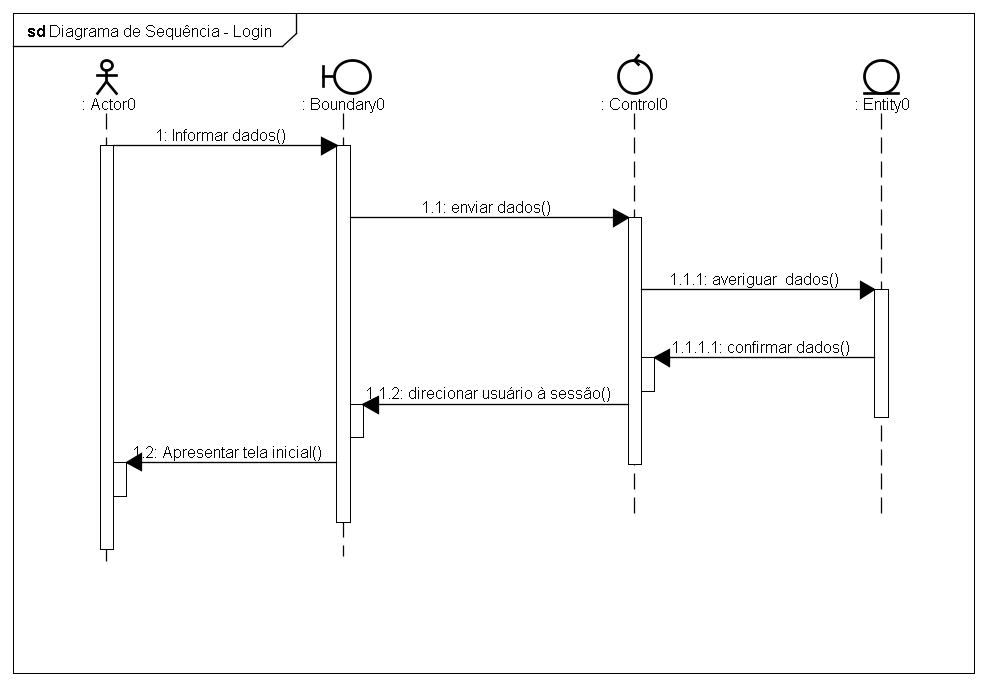 sd Diagrama de Sequência - Login
: Actor0
: Boundary0
: Control0
: Entity0
1: Informar dados()
1.1: enviar dados()
1.1.1: averiguar  dados()
1.1.1.1: confirmar dados()
1.1.2: direcionar usuário à sessão()
1.2: Apresentar tela inicial()